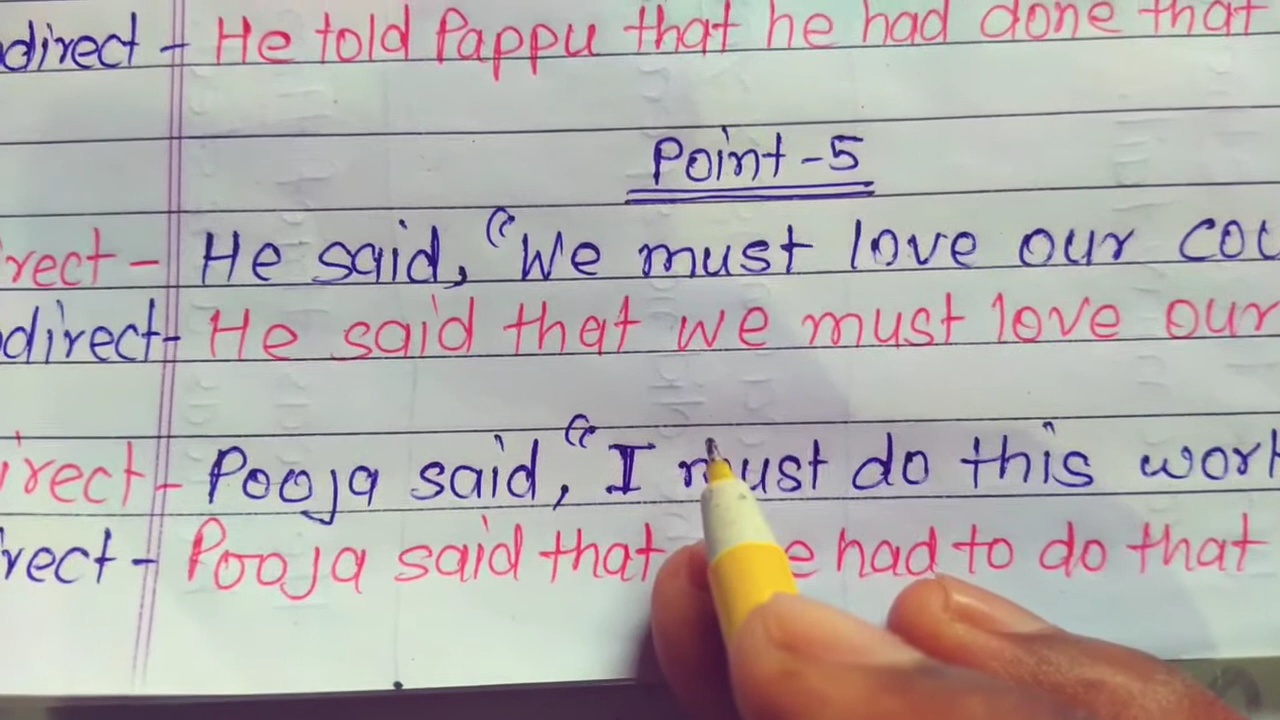 direct - He told Pappu that he had done that
Point-5
rect - He said, "We must love our cou
direct - He said that we must love our
irect - Pooja said, "I must do this work
rect - Pooja said that had to do that